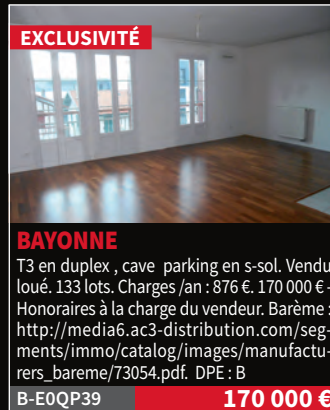 EXCLUSIVITÉ
BAYONNE
T3 en duplex , cave parking en s-sol. Vendu
loué. 133 lots. Charges /an : 876 €. 170 000 € -
Honoraires à la charge du vendeur. Barème :
http://media6.ac3-distribution.com/seg-
ments/immo/catalog/images/manufactu-
rers_bareme/73054.pdf. DPE : B
B-E0QP39
170 000 €